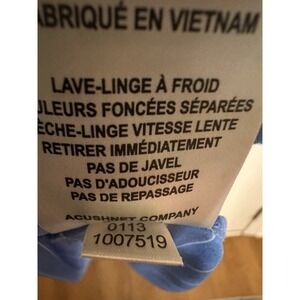 ABRIQUÉ EN VIETNAM
LAVE-LINGE À FROID
ULEURS FONCÉES SÉPARÉES
ÈCHE-LINGE VITESSE LENTE
RETIRER IMMÉDIATEMENT
PAS DE JAVEL
PAS D'ADOUCISSEUR
PAS DE REPASSAGE
ACUSHNET COMPANY
0113
1007519